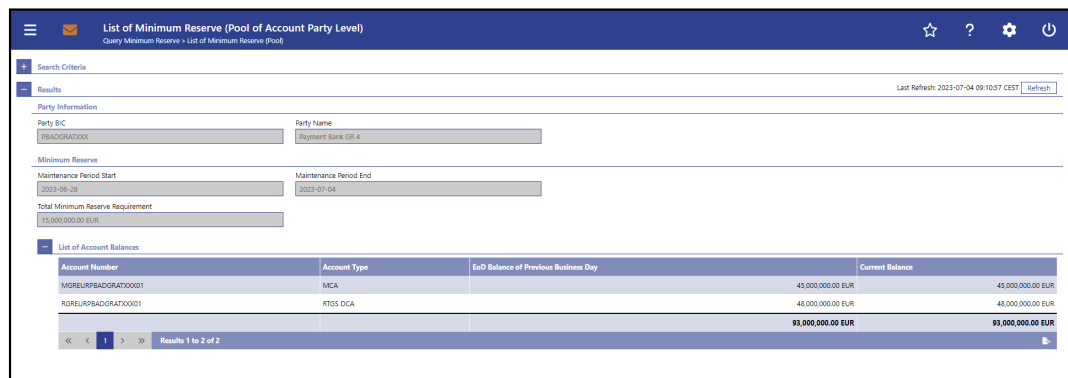 List of Minimum Reserve (Pool of Account Party Level)
Query Minimum Reserve > List of Minimum Reserve (Pool)
Search Criteria
Results
Last Refresh: 2023-07-04 09:10:57 CEST Refresh
Party Information
Party BIC Party Name
PBADGRATXXX Payment Bank GR 4
Minimum Reserve
Maintenance Period Start Maintenance Period End
2023-06-28 2023-07-04
Total Minimum Reserve Requirement
15,000,000.00 EUR
List of Account Balances
Account Number Account Type EoD Balance of Previous Business Day Current Balance
MGREURPBADGRATXXX01 MCA 45,000,000.00 EUR 45,000,000.00 EUR
RGREURPBADGRATXXX01 RTGS DCA 48,000,000.00 EUR 48,000,000.00 EUR
93,000,000.00 EUR 93,000,000.00 EUR
« < 1 > » Results 1 to 2 of 2